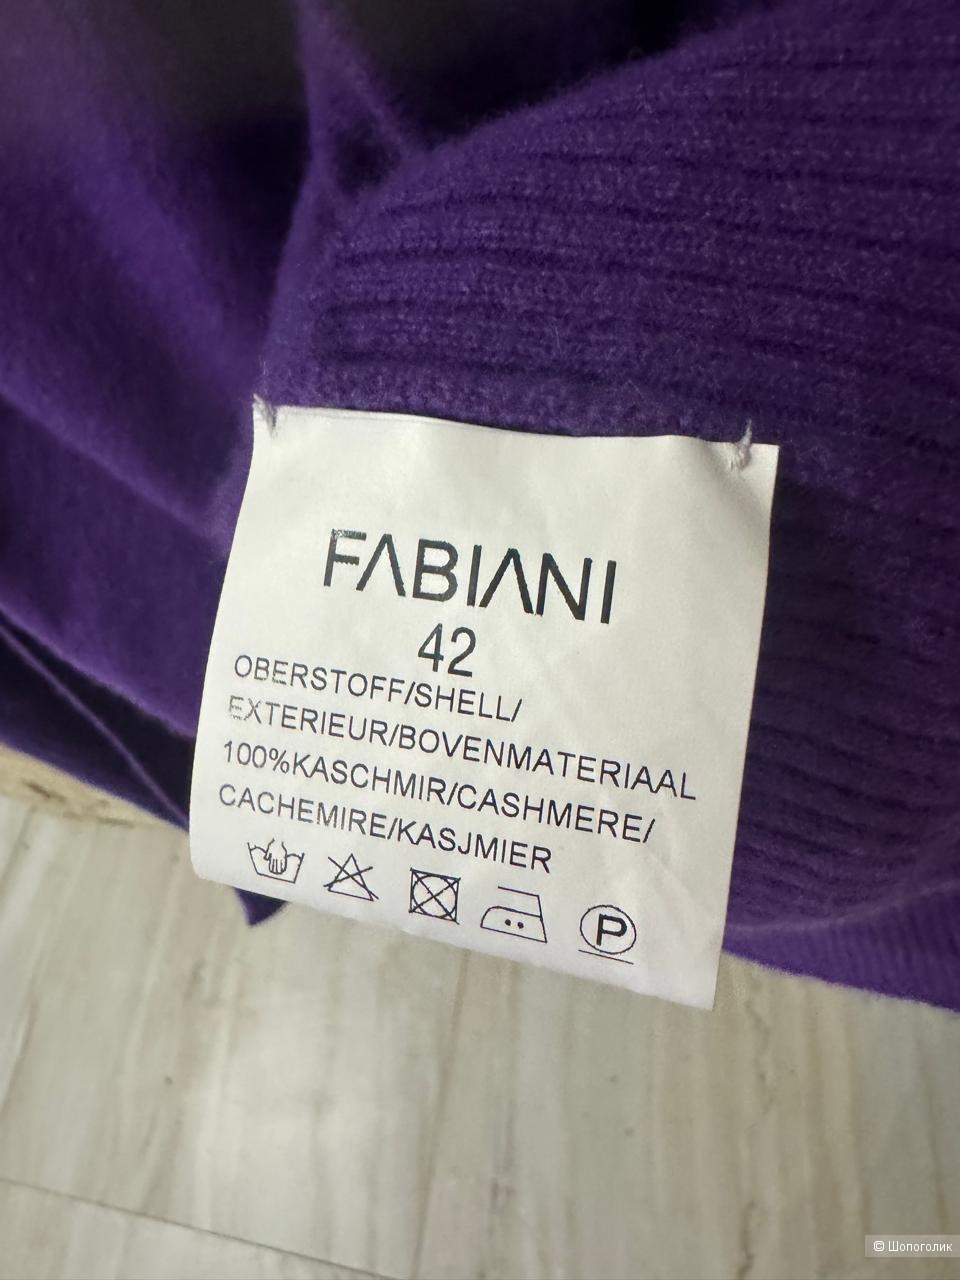 FABIANI
42
OBERSTOFF/SHELL/
EXTERIEUR/BOVENMATERIAAL
100%KASCHMIR/CASHMERE/
CACHEMIRE/KASJMIER
P
© Шопоголик